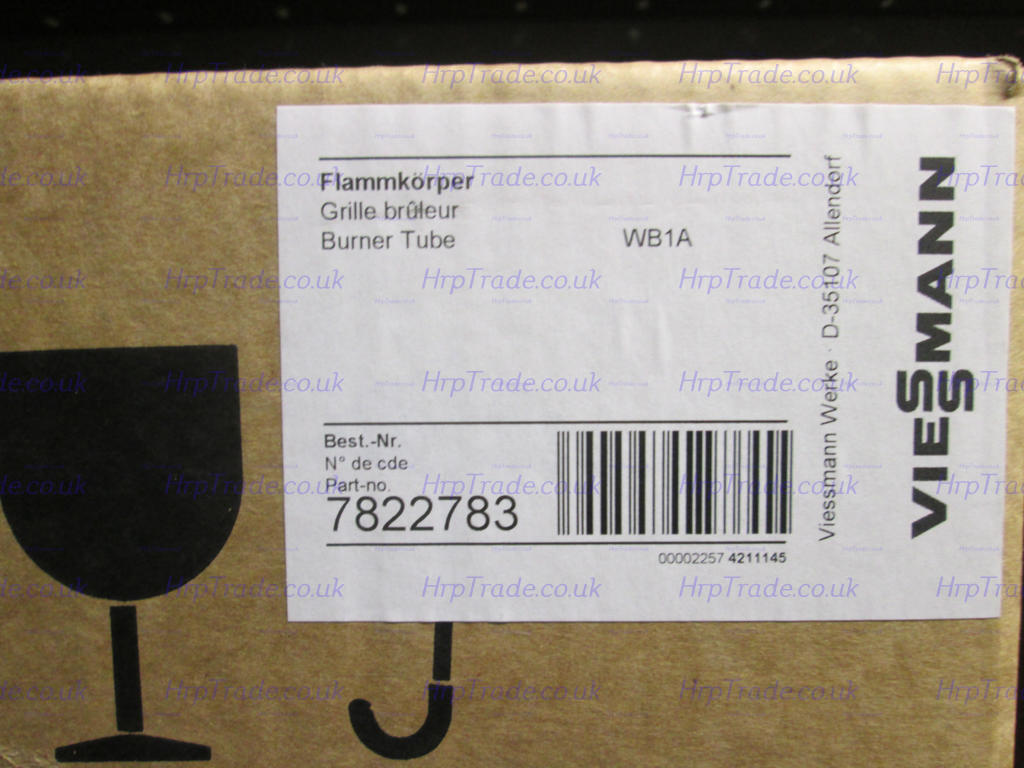 Flammkörper
Grille brûleur
Burner Tube WB1A
Best.-Nr.
N° de cde
Part-no.
7822783
00002257 4211145
Viessmann Werke · D-35107 Allendorf
VIESSMANN
HrpTrade.co.uk